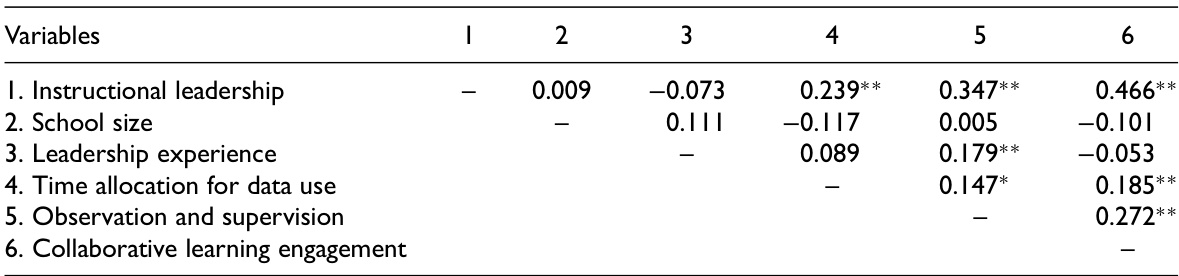 Variables 1 2 3 4 5 6
1. Instructional leadership – 0.009 −0.073 0.239** 0.347** 0.466**
2. School size – 0.111 −0.117 0.005 −0.101
3. Leadership experience – 0.089 0.179** −0.053
4. Time allocation for data use – 0.147* 0.185**
5. Observation and supervision – 0.272**
6. Collaborative learning engagement –